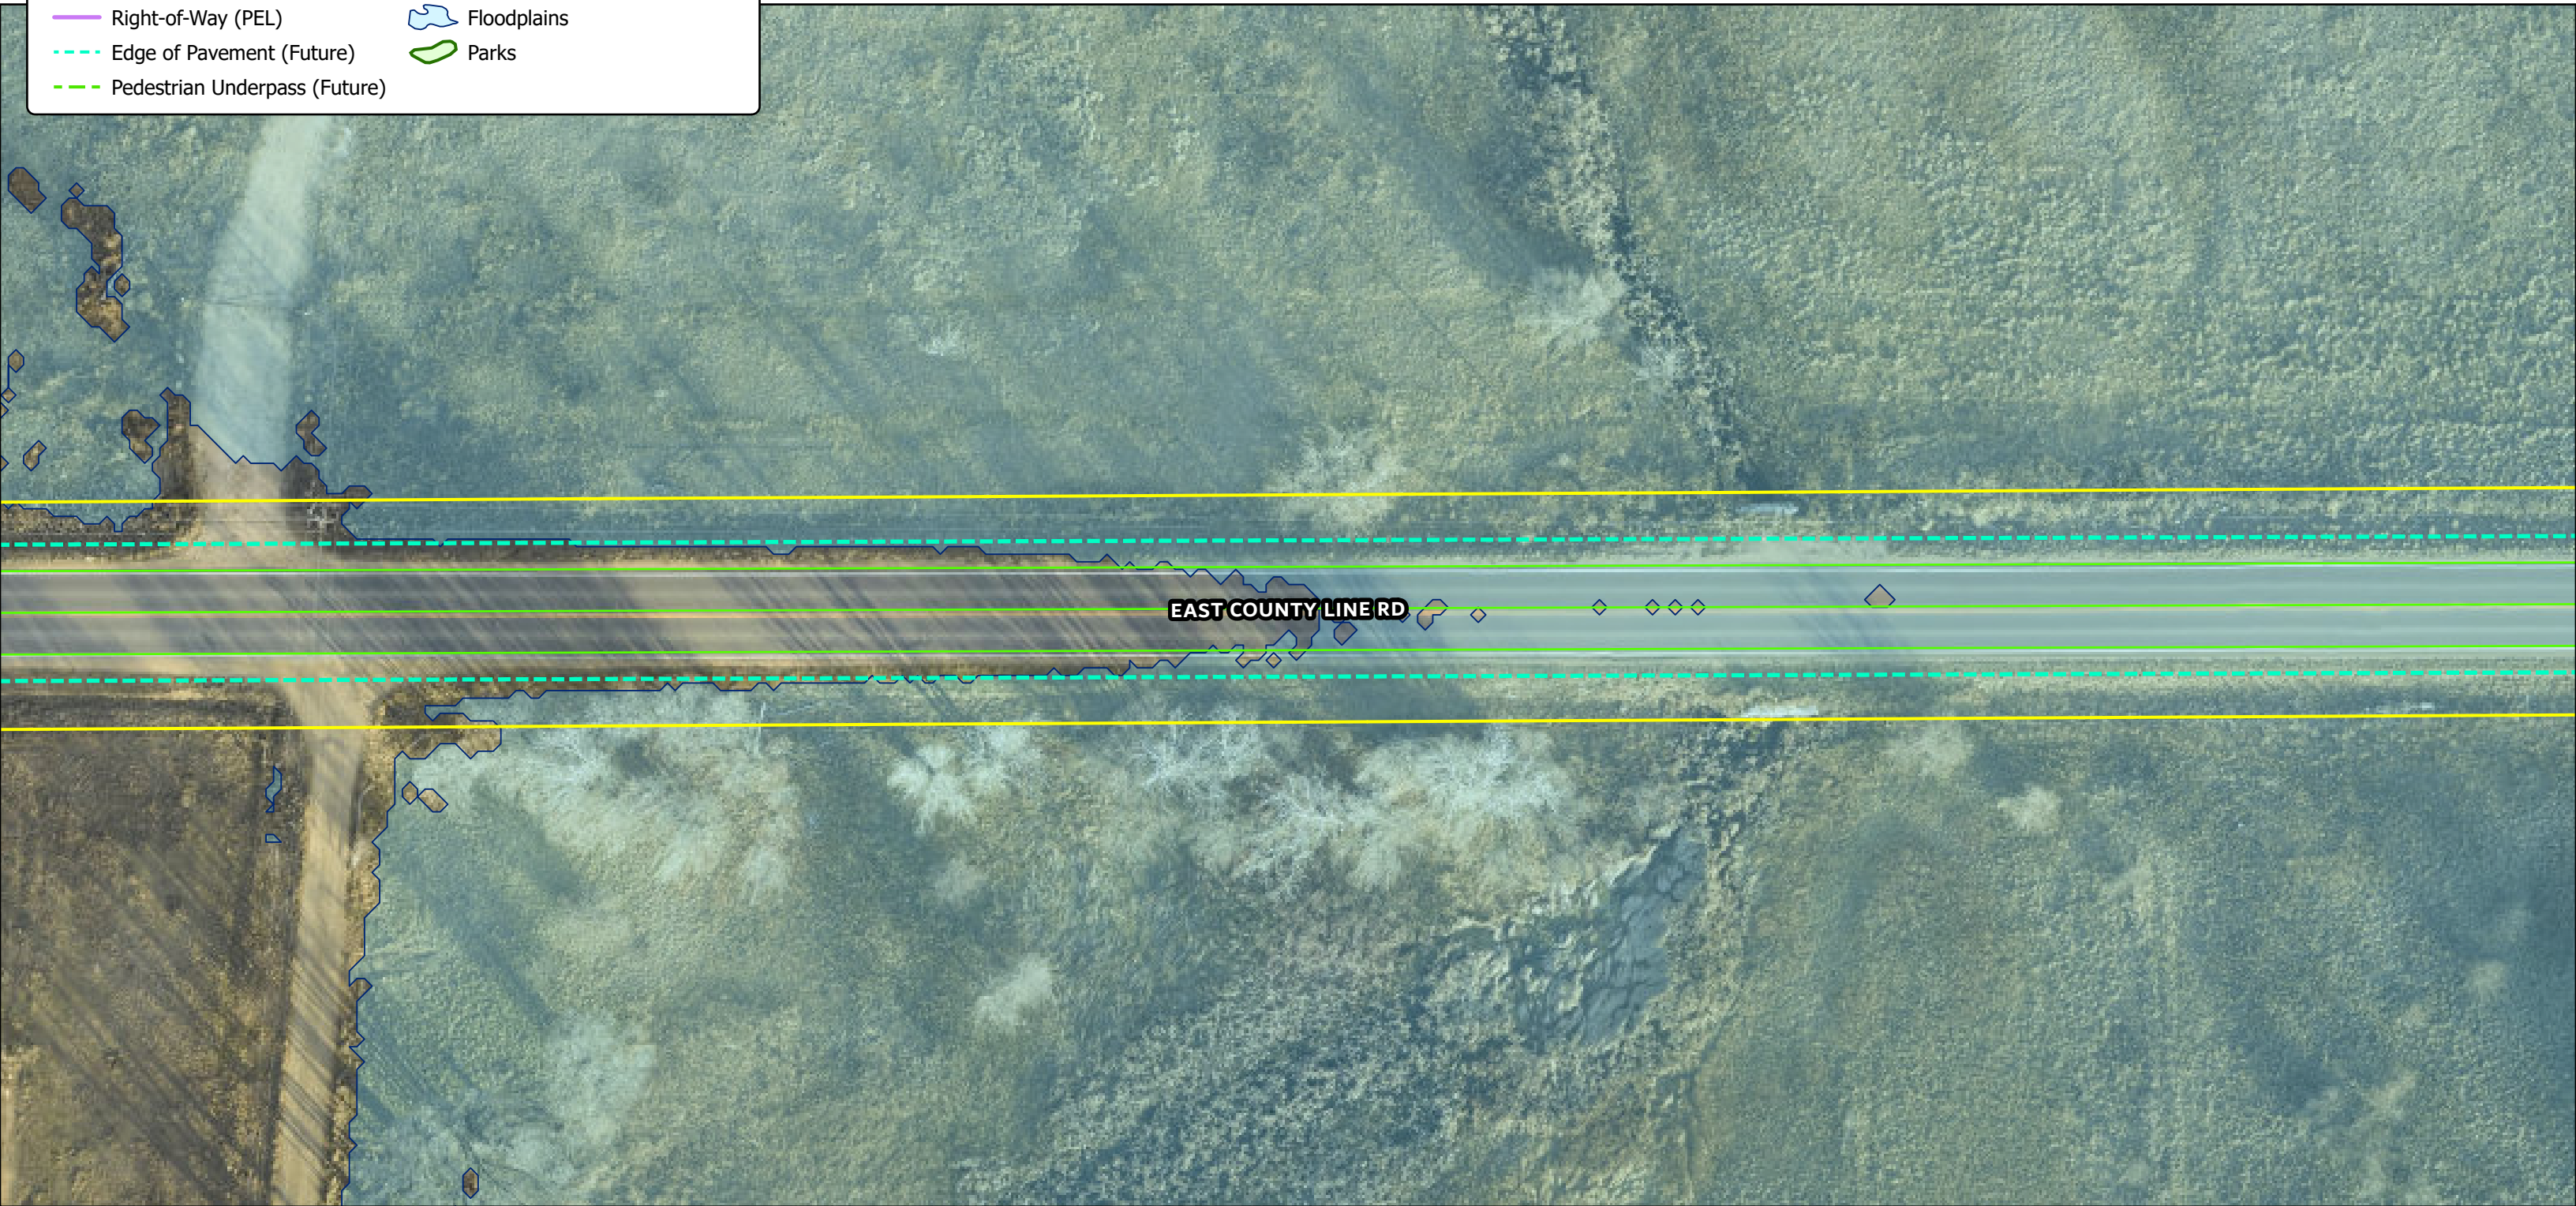 Right-of-Way (PEL)
Floodplains
Edge of Pavement (Future)
Parks
Pedestrian Underpass (Future)
EAST COUNTY LINE RD